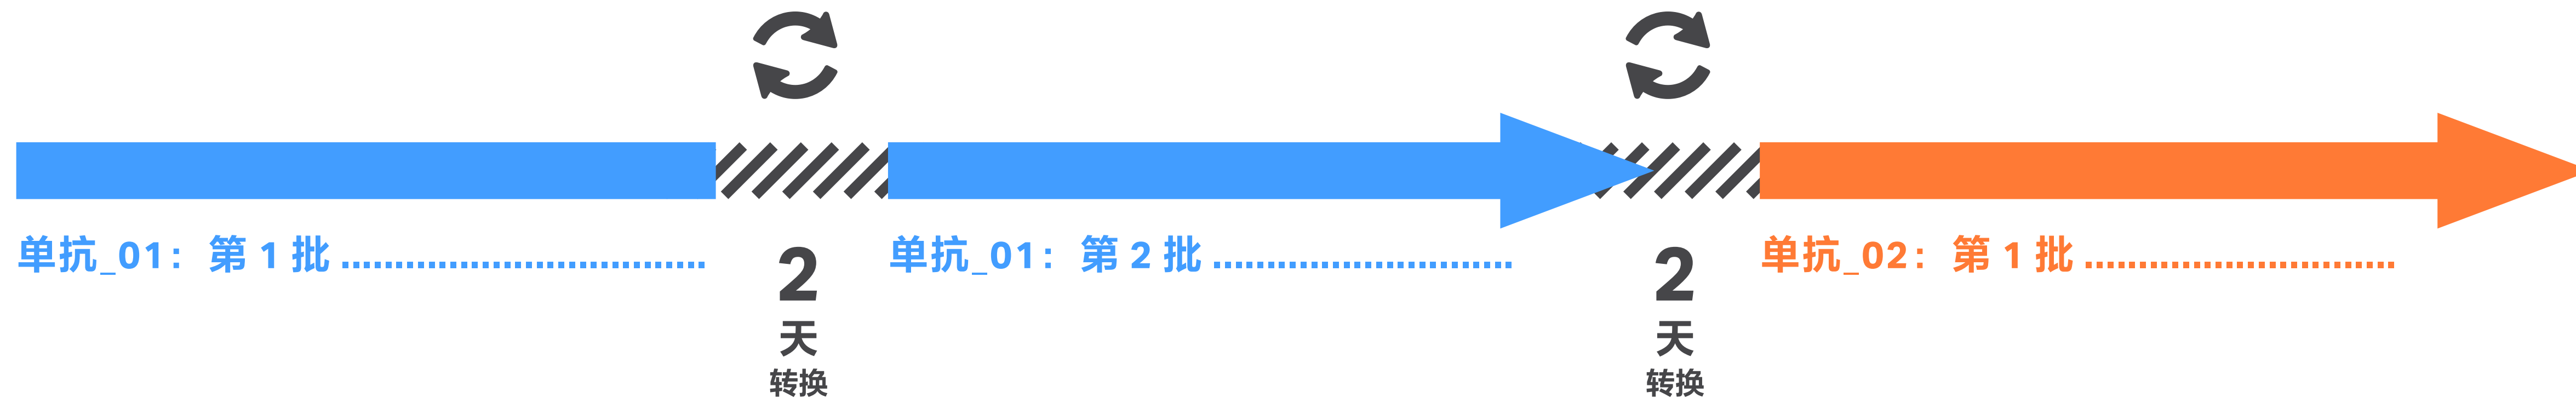 单抗_01：第 1 批
2
天
转换
单抗_01：第 2 批
2
天
转换
单抗_02：第 1 批